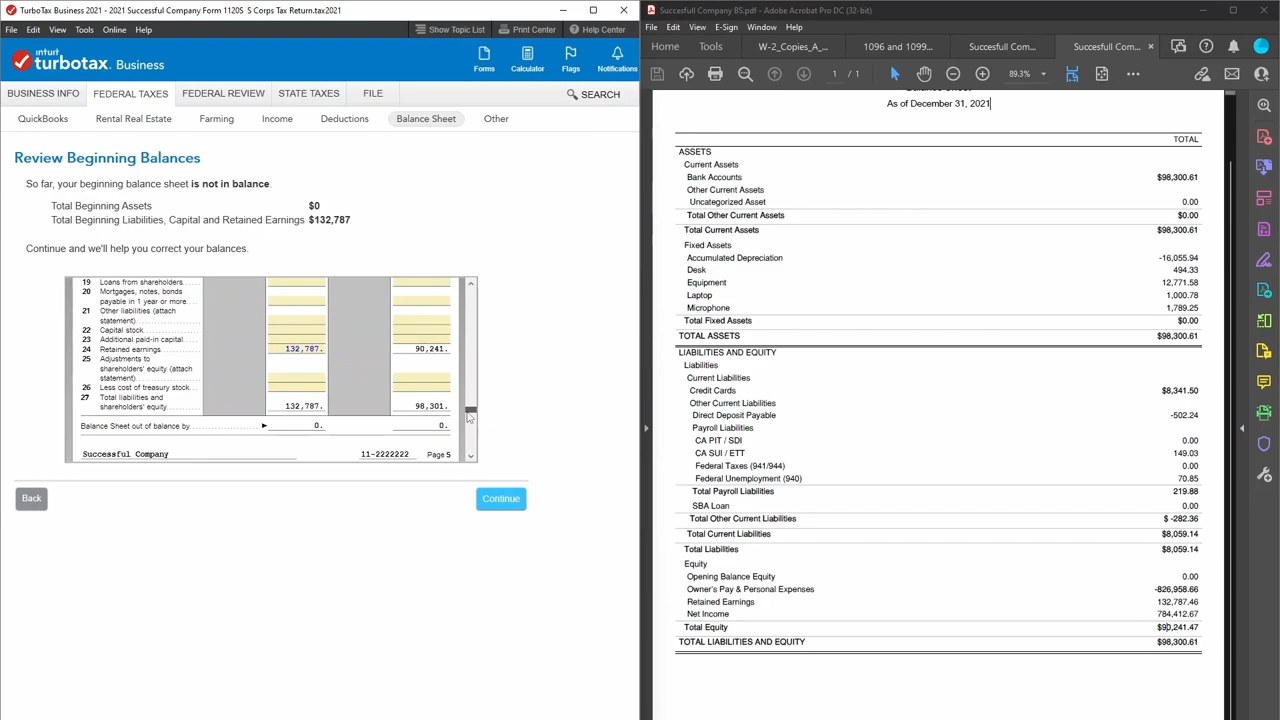 TurboTax Business 2021 - 2021 Successful Company Form 1120S S Corps Tax Return.tax2021
File Edit View Tools Online Help
Show Topic List Print Center Help Center
intuit turbotax. Business
Forms Calculator Flags Notifications
BUSINESS INFO FEDERAL TAXES FEDERAL REVIEW STATE TAXES FILE SEARCH
QuickBooks Rental Real Estate Farming Income Deductions Balance Sheet Other
Review Beginning Balances
So far, your beginning balance sheet is not in balance.
Total Beginning Assets $0
Total Beginning Liabilities, Capital and Retained Earnings $132,787
Continue and we'll help you correct your balances.
19 Loans from shareholders
20 Mortgages, notes, bonds
payable in 1 year or more
21 Other liabilities (attach
statement)
22 Capital stock
23 Additional paid-in capital
24 Retained earnings 132,787. 90,241.
25 Adjustments to
shareholders' equity (attach
statement)
26 Less cost of treasury stock
27 Total liabilities and
shareholders' equity 132,787. 98,301.
Balance Sheet out of balance by 0. 0.
Successful Company 11-2222222 Page 5
Back Continue
Succesfull Company BS.pdf - Adobe Acrobat Pro DC (32-bit)
File Edit View E-Sign Window Help
Home Tools W-2_Copies_A_... 1096 and 1099... Succesfull Com... Succesfull Com... ×
1 / 1 89.3%
As of December 31, 2021
TOTAL
ASSETS
Current Assets
Bank Accounts $98,300.61
Other Current Assets
Uncategorized Asset 0.00
Total Other Current Assets $0.00
Total Current Assets $98,300.61
Fixed Assets
Accumulated Depreciation -16,055.94
Desk 494.33
Equipment 12,771.58
Laptop 1,000.78
Microphone 1,789.25
Total Fixed Assets $0.00
TOTAL ASSETS $98,300.61
LIABILITIES AND EQUITY
Liabilities
Current Liabilities
Credit Cards $8,341.50
Other Current Liabilities
Direct Deposit Payable -502.24
Payroll Liabilities
CA PIT / SDI 0.00
CA SUI / ETT 149.03
Federal Taxes (941/944) 0.00
Federal Unemployment (940) 70.85
Total Payroll Liabilities 219.88
SBA Loan 0.00
Total Other Current Liabilities $ -282.36
Total Current Liabilities $8,059.14
Total Liabilities $8,059.14
Equity
Opening Balance Equity 0.00
Owner's Pay & Personal Expenses -826,958.66
Retained Earnings 132,787.46
Net Income 784,412.67
Total Equity $90,241.47
TOTAL LIABILITIES AND EQUITY $98,300.61